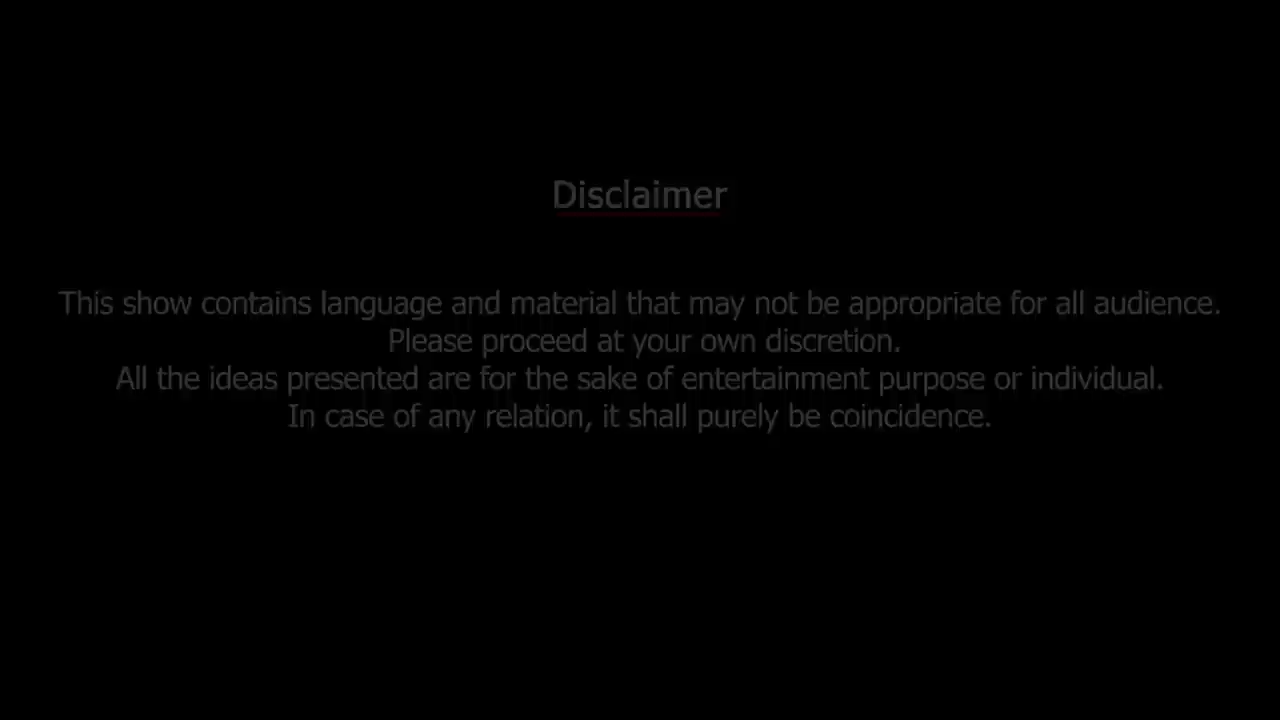 Disclaimer
This show contains language and material that may not be appropriate for all audience.
Please proceed at your own discretion.
All the ideas presented are for the sake of entertainment purpose or individual.
In case of any relation, it shall purely be coincidence.